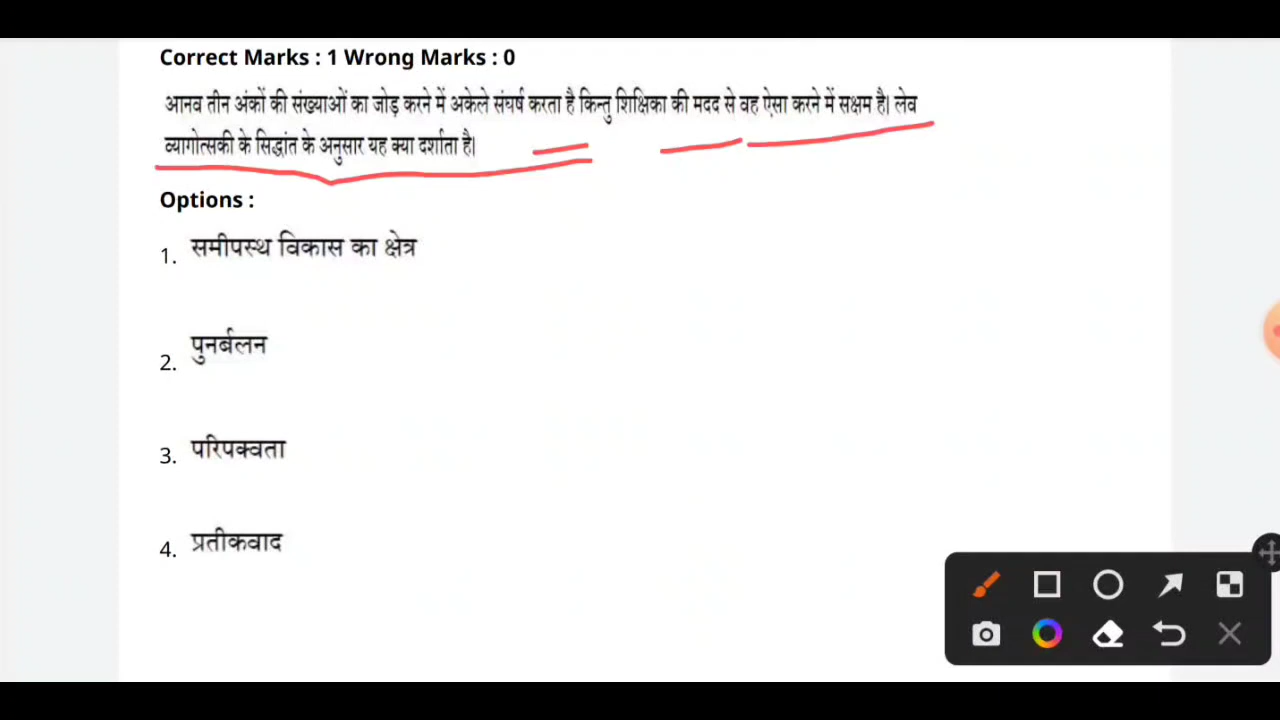 Correct Marks : 1 Wrong Marks : 0
आनव तीन अंकों की संख्याओं का जोड़ करने में अकेले संघर्ष करता है किन्तु शिक्षिका की मदद से वह ऐसा करने में सक्षम है। लेव
व्यागोत्सकी के सिद्धांत के अनुसार यह क्या दर्शाता है।
Options :
1. समीपस्थ विकास का क्षेत्र
2. पुनर्बलन
3. परिपक्वता
4. प्रतीकवाद